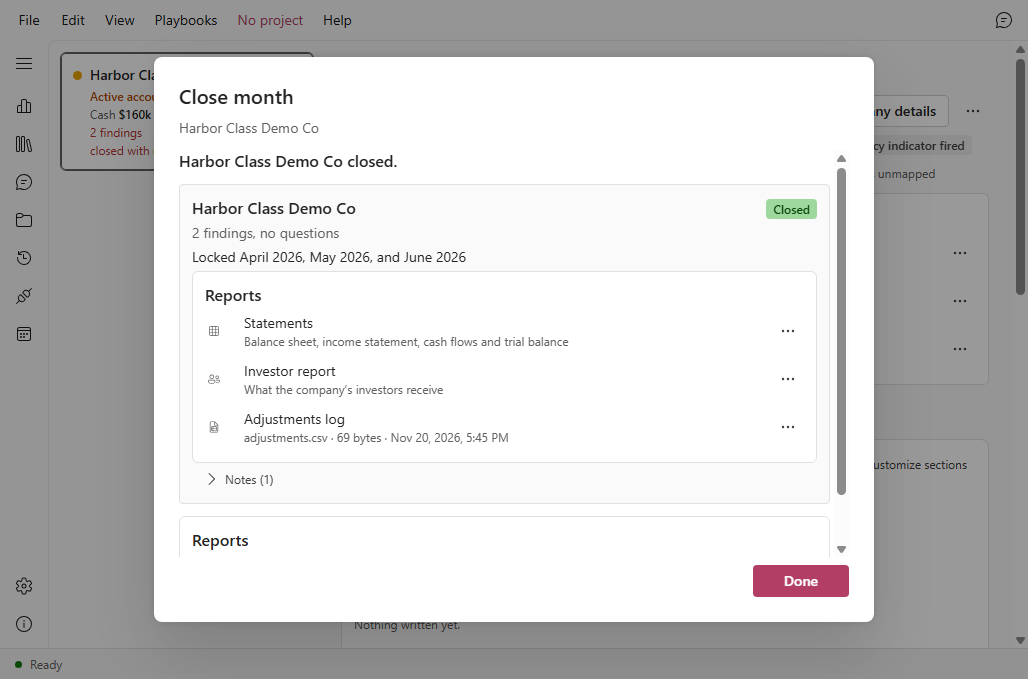 File Edit View Playbooks No project Help
Harbor Cla
Active accou
Cash $160k
2 findings
closed with
ny details
cy indicator fired
unmapped
ustomize sections
Nothing written yet.
Close month
Harbor Class Demo Co
Harbor Class Demo Co closed.
Harbor Class Demo Co
Closed
2 findings, no questions
Locked April 2026, May 2026, and June 2026
Reports
Statements
Balance sheet, income statement, cash flows and trial balance
Investor report
What the company's investors receive
Adjustments log
adjustments.csv · 69 bytes · Nov 20, 2026, 5:45 PM
Notes (1)
Reports
Done
Ready